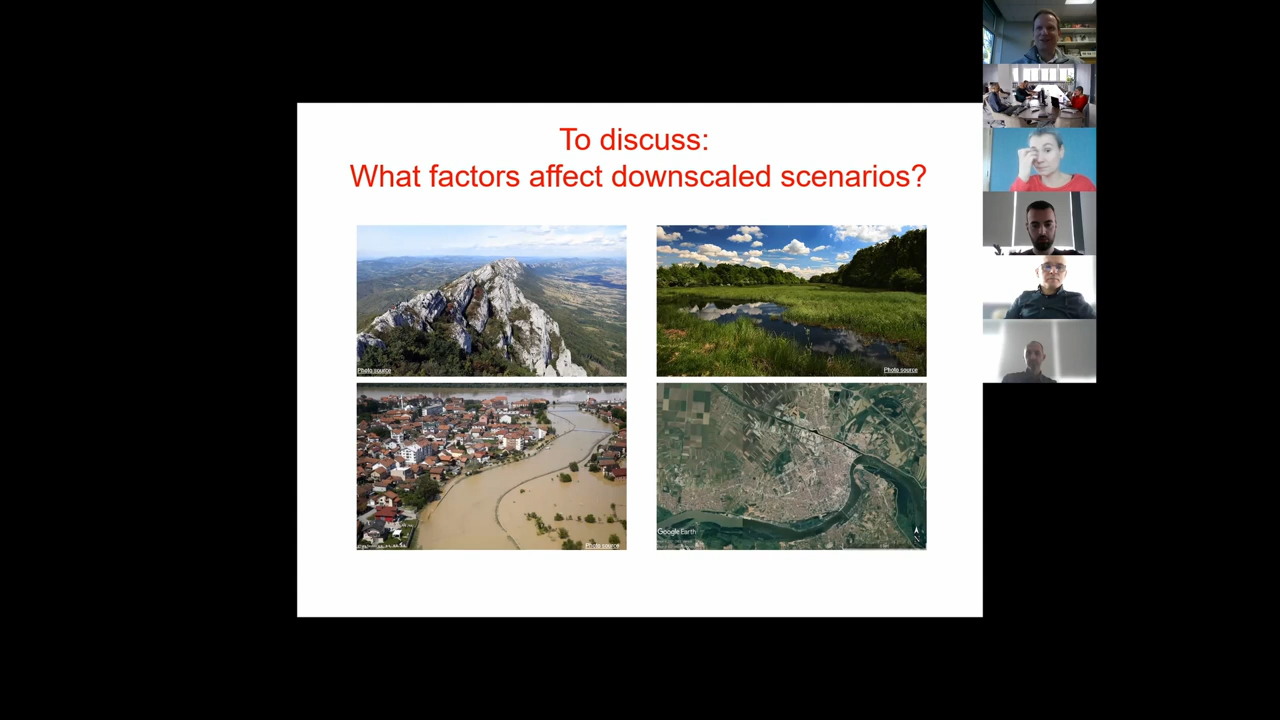 To discuss:
What factors affect downscaled scenarios?
Photo source
Photo source
Photo source
Google Earth
N